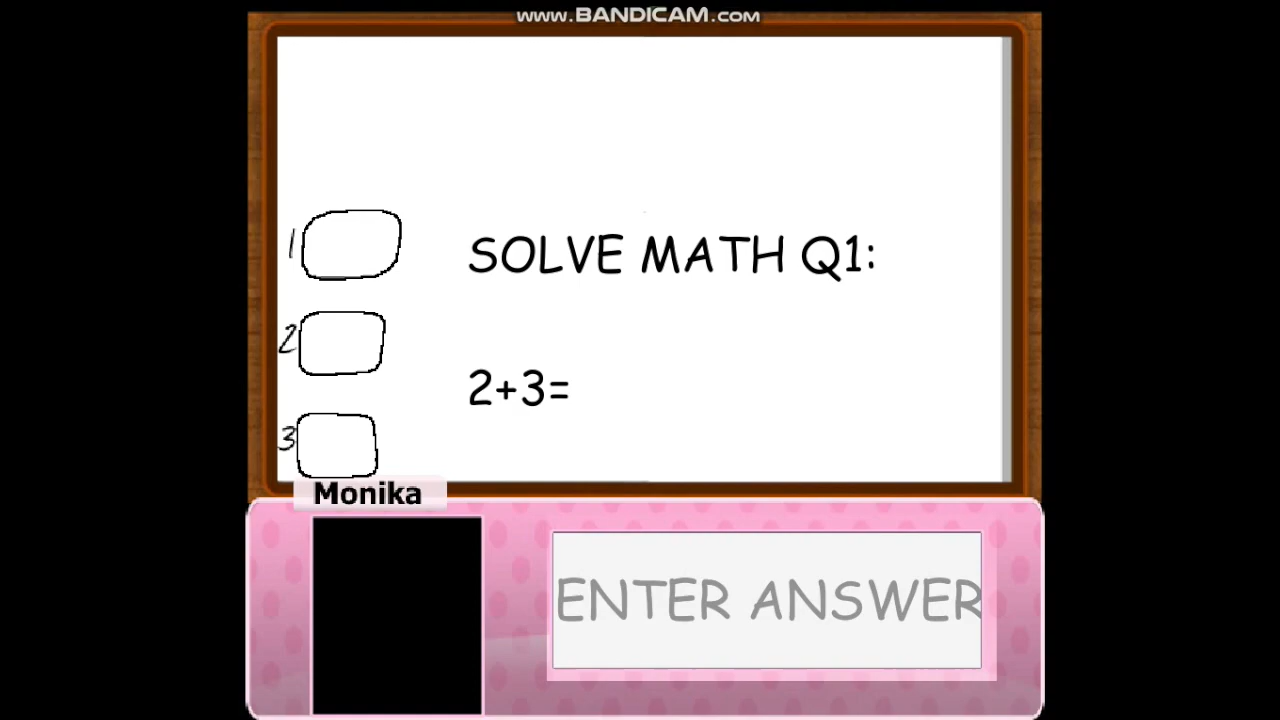 www.BANDICAM.com
1
SOLVE MATH Q1:
2
2+3=
3
Monika
ENTER ANSWER